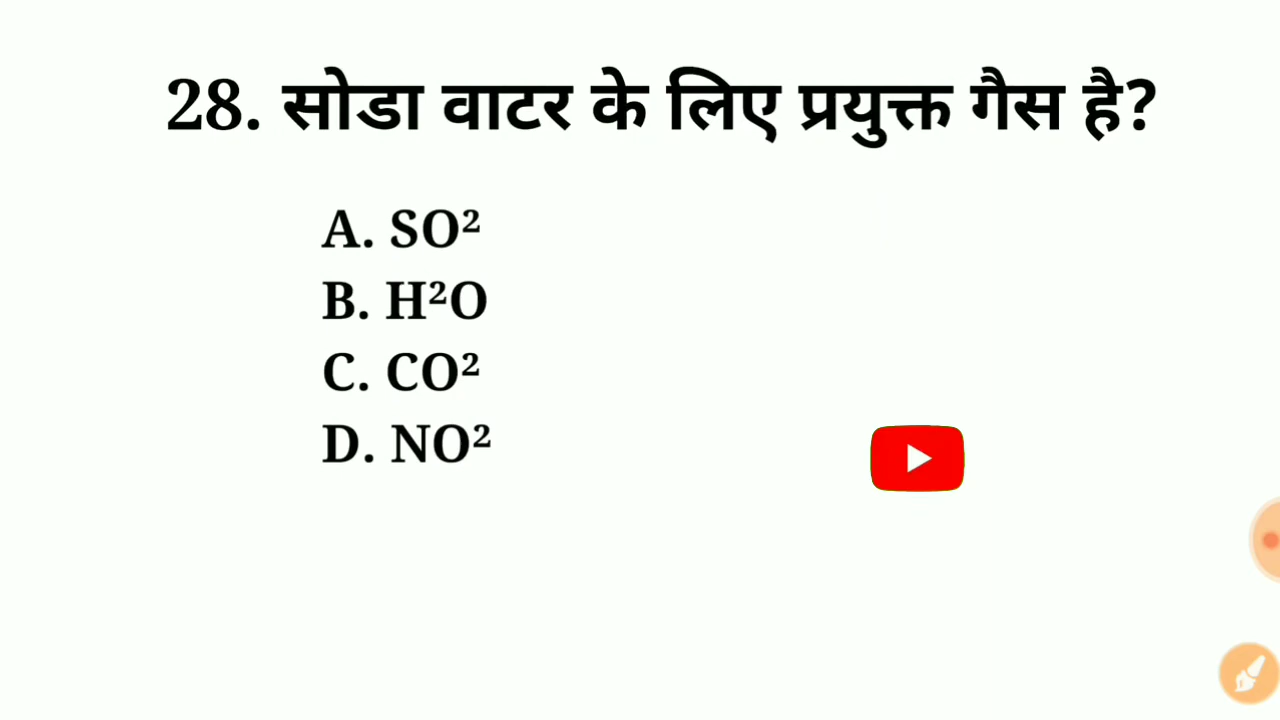 28. सोडा वाटर के लिए प्रयुक्त गैस है?
A. SO²
B. H²O
C. CO²
D. NO²